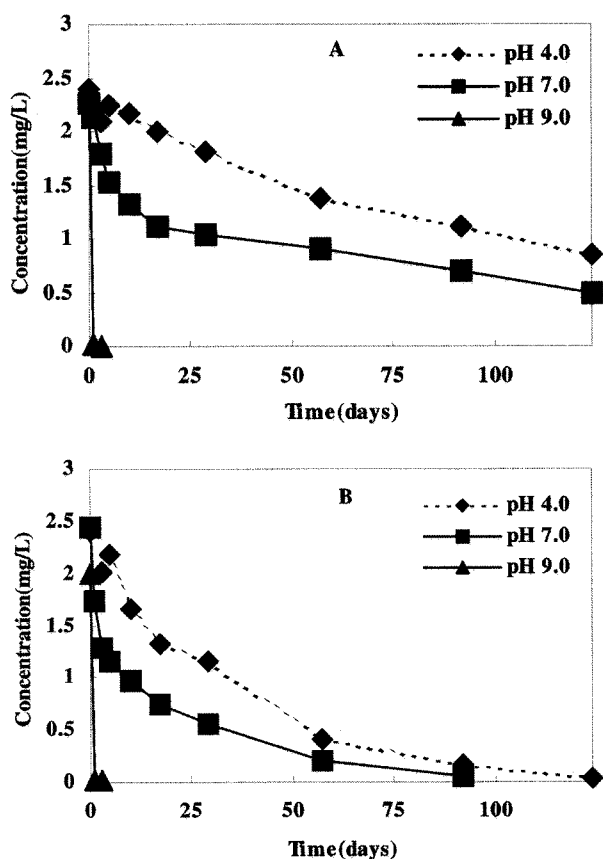 3
A
pH 4.0
2.5
pH 7.0
pH 9.0
2
1.5
1
0.5
0
Concentration(mg/L)
0 25 50 75 100
Time(days)
3
B
pH 4.0
2.5
pH 7.0
pH 9.0
2
1.5
1
0.5
0
Concentration(mg/L)
0 25 50 75 100
Time(days)